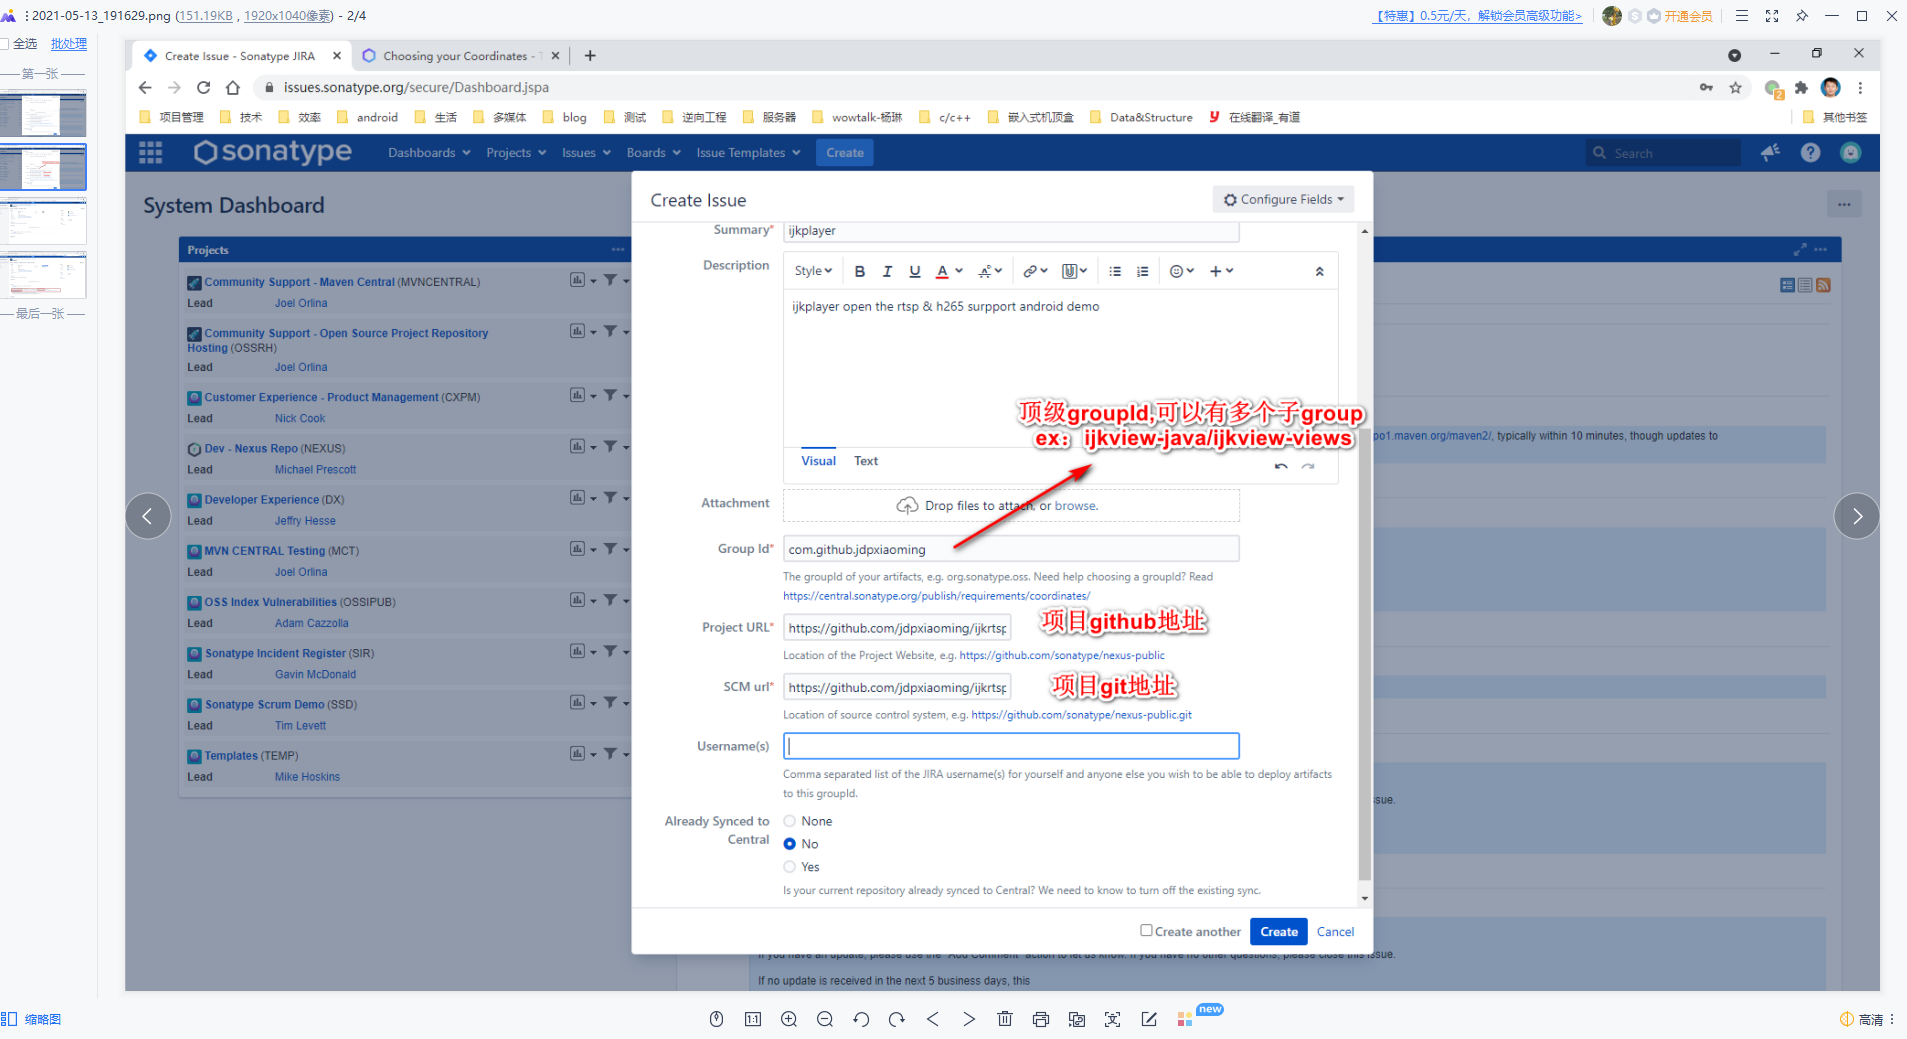 2021-05-13_191629.png (151.19KB , 1920x1040像素) - 2/4
【特惠】0.5元/天，解锁会员高级功能>
开通会员
全选 批处理
第一张
最后一张
Create Issue - Sonatype JIRA
Choosing your Coordinates -
issues.sonatype.org/secure/Dashboard.jspa
2
项目管理 技术 效率 android 生活 多媒体 blog 测试 逆向工程 服务器 wowtalk-杨琳 c/c++ 嵌入式机顶盒 Data&Structure 在线翻译_有道 其他书签
sonatype Dashboards Projects Issues Boards Issue Templates Create Search
System Dashboard
Projects
Community Support - Maven Central (MVNCENTRAL)
Lead Joel Orlina
Community Support - Open Source Project Repository
Hosting (OSSRH)
Lead Joel Orlina
Customer Experience - Product Management (CXPM)
Lead Nick Cook
Dev - Nexus Repo (NEXUS)
Lead Michael Prescott
Developer Experience (DX)
Lead Jeffry Hesse
MVN CENTRAL Testing (MCT)
Lead Joel Orlina
OSS Index Vulnerabilities (OSSIPUB)
Lead Adam Cazzolla
Sonatype Incident Register (SIR)
Lead Gavin McDonald
Sonatype Scrum Demo (SSD)
Lead Tim Levett
Templates (TEMP)
Lead Mike Hoskins
Create Issue
Configure Fields
Summary* ijkplayer
Description
Style B I U A
ijkplayer open the rtsp & h265 surpport android demo
顶级groupId,可以有多个子group
ex：ijkview-java/ijkview-views
Visual Text
Attachment
Drop files to attach, or browse.
Group Id* com.github.jdpxiaoming
The groupId of your artifacts, e.g. org.sonatype.oss. Need help choosing a groupId? Read
https://central.sonatype.org/publish/requirements/coordinates/
Project URL* https://github.com/jdpxiaoming/ijkrtsp
项目github地址
Location of the Project Website, e.g. https://github.com/sonatype/nexus-public
SCM url* https://github.com/jdpxiaoming/ijkrtsp
项目git地址
Location of source control system, e.g. https://github.com/sonatype/nexus-public.git
Username(s)
Comma separated list of the JIRA username(s) for yourself and anyone else you wish to be able to deploy artifacts
to this groupId.
Already Synced to
Central
None
No
Yes
Is your current repository already synced to Central? We need to know to turn off the existing sync.
Create another Create Cancel
po1.maven.org/maven2/, typically within 10 minutes, though updates to
ssue.
If you have an update, please use the "Add Comment" action to let us know. If you have no other questions, please close this issue.
If no update is received in the next 5 business days, this
缩略图
1:1
new
高清